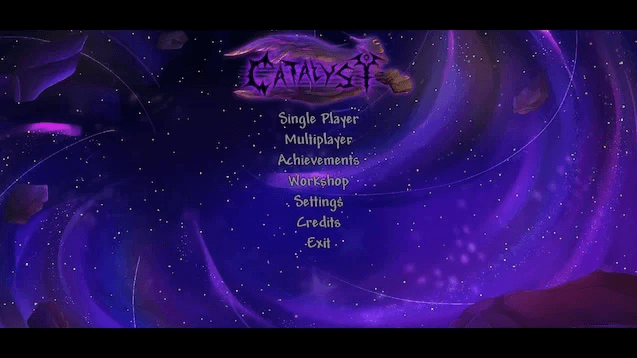 CATALYST
Single Player
Multiplayer
Achievements
Workshop
Settings
Credits
Exit